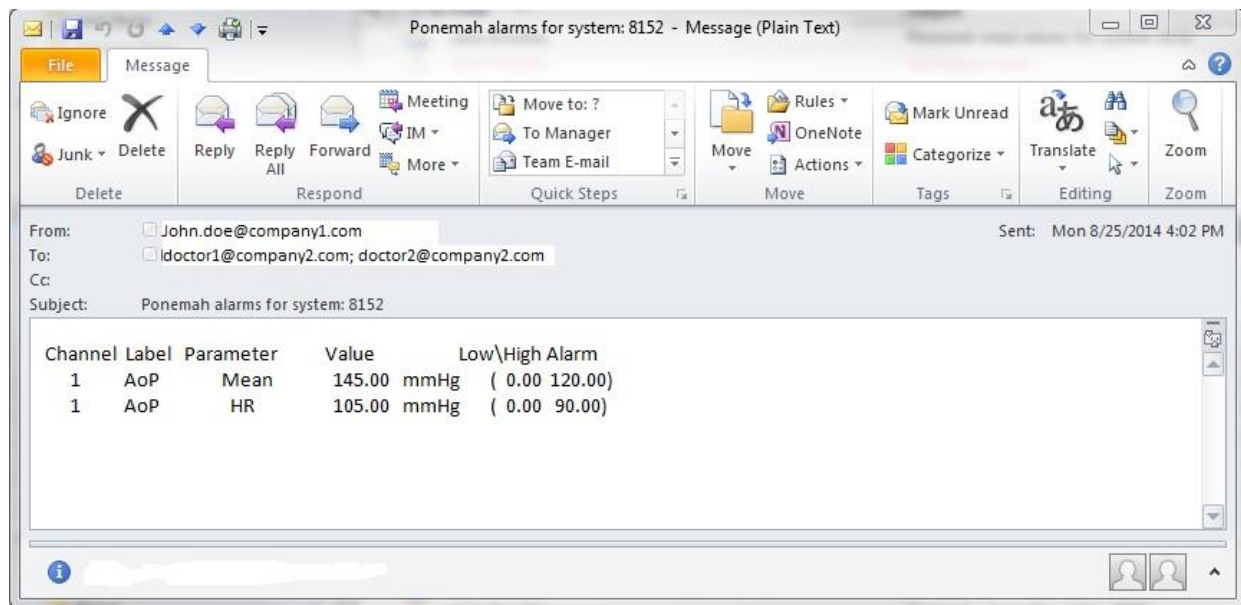 Ponemah alarms for system: 8152 - Message (Plain Text)
File Message
Ignore
Junk
Delete
Delete
Reply
Reply All
Forward
Meeting
IM
More
Respond
Move to: ?
To Manager
Team E-mail
Quick Steps
Move
Rules
OneNote
Actions
Move
Mark Unread
Categorize
Tags
Translate
Editing
Zoom
Zoom
From: John.doe@company1.com
Sent: Mon 8/25/2014 4:02 PM
To: doctor1@company2.com; doctor2@company2.com
Cc:
Subject: Ponemah alarms for system: 8152
Channel Label Parameter Value Low\High Alarm
1 AoP Mean 145.00 mmHg ( 0.00 120.00)
1 AoP HR 105.00 mmHg ( 0.00 90.00)